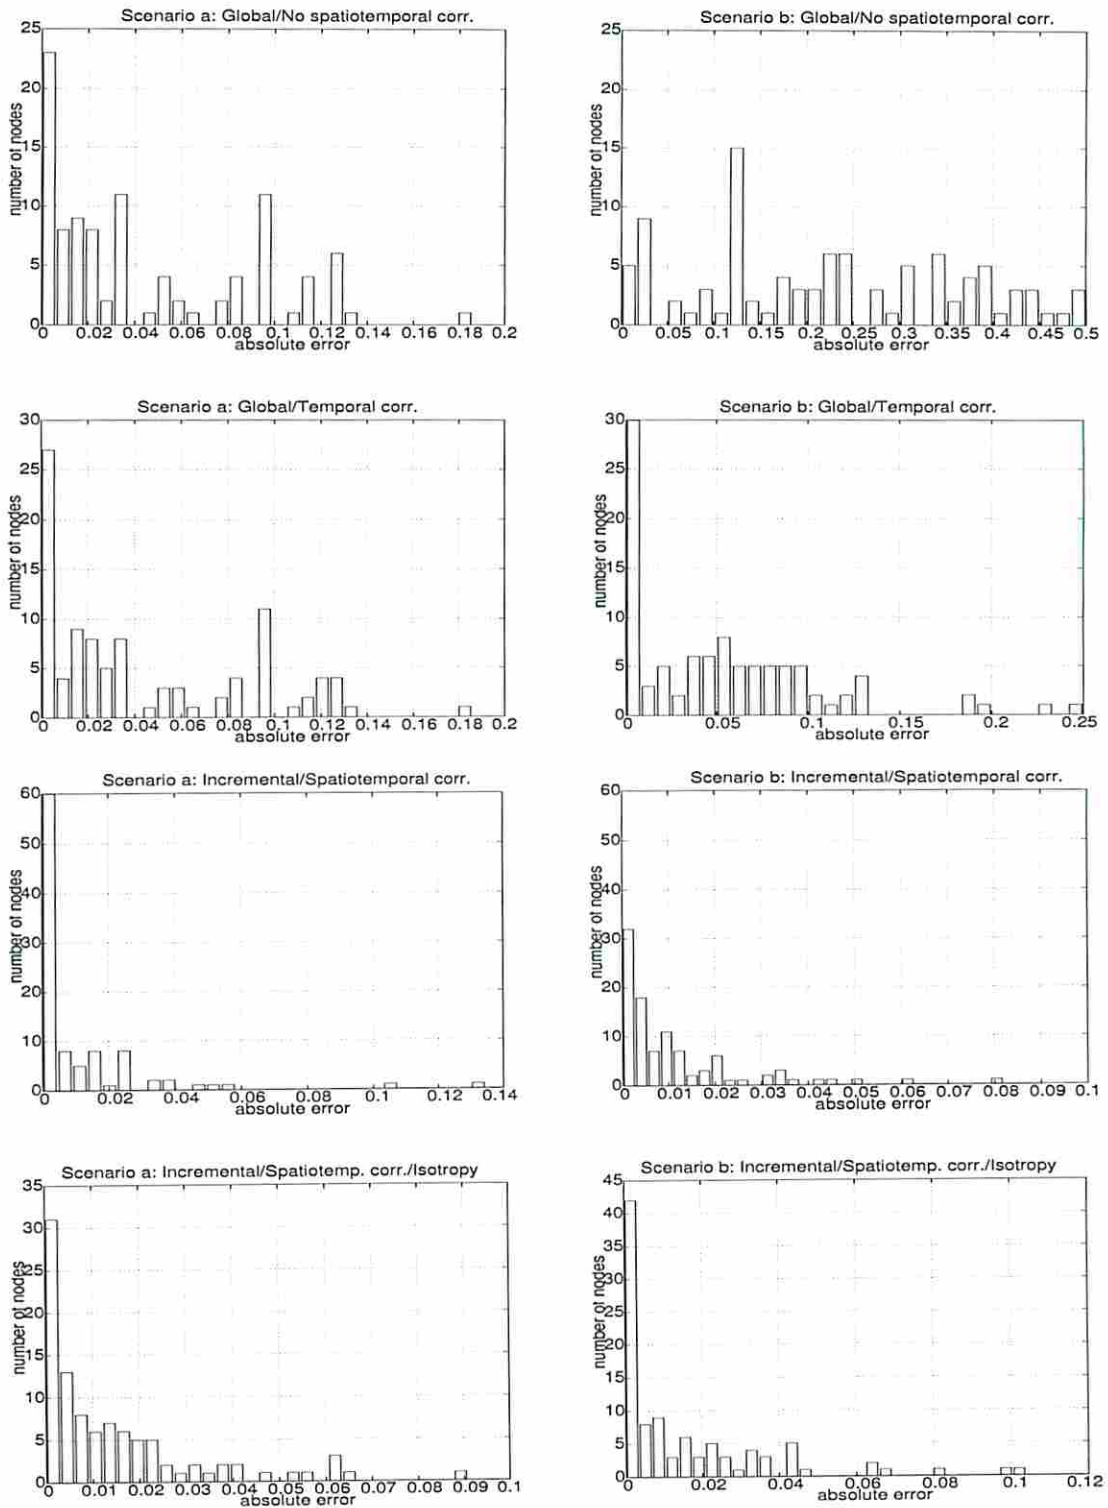 Scenario a: Global/No spatiotemporal corr.
25
20
15
10
5
0
number of nodes
0 0.02 0.04 0.06 0.08 0.1 0.12 0.14 0.16 0.18 0.2
absolute error
Scenario b: Global/No spatiotemporal corr.
25
20
15
10
5
0
number of nodes
0 0.05 0.1 0.15 0.2 0.25 0.3 0.35 0.4 0.45 0.5
absolute error
Scenario a: Global/Temporal corr.
30
25
20
15
10
5
0
number of nodes
0 0.02 0.04 0.06 0.08 0.1 0.12 0.14 0.16 0.18 0.2
absolute error
Scenario b: Global/Temporal corr.
30
25
20
15
10
5
0
number of nodes
0 0.05 0.1 0.15 0.2 0.25
absolute error
Scenario a: Incremental/Spatiotemporal corr.
60
50
40
30
20
10
0
number of nodes
0 0.02 0.04 0.06 0.08 0.1 0.12 0.14
absolute error
Scenario b: Incremental/Spatiotemporal corr.
60
50
40
30
20
10
0
number of nodes
0 0.01 0.02 0.03 0.04 0.05 0.06 0.07 0.08 0.09 0.1
absolute error
Scenario a: Incremental/Spatiotemp. corr./Isotropy
35
30
25
20
15
10
5
0
number of nodes
0 0.01 0.02 0.03 0.04 0.05 0.06 0.07 0.08 0.09 0.1
absolute error
Scenario b: Incremental/Spatiotemp. corr./Isotropy
45
40
35
30
25
20
15
10
5
0
number of nodes
0 0.02 0.04 0.06 0.08 0.1 0.12
absolute error